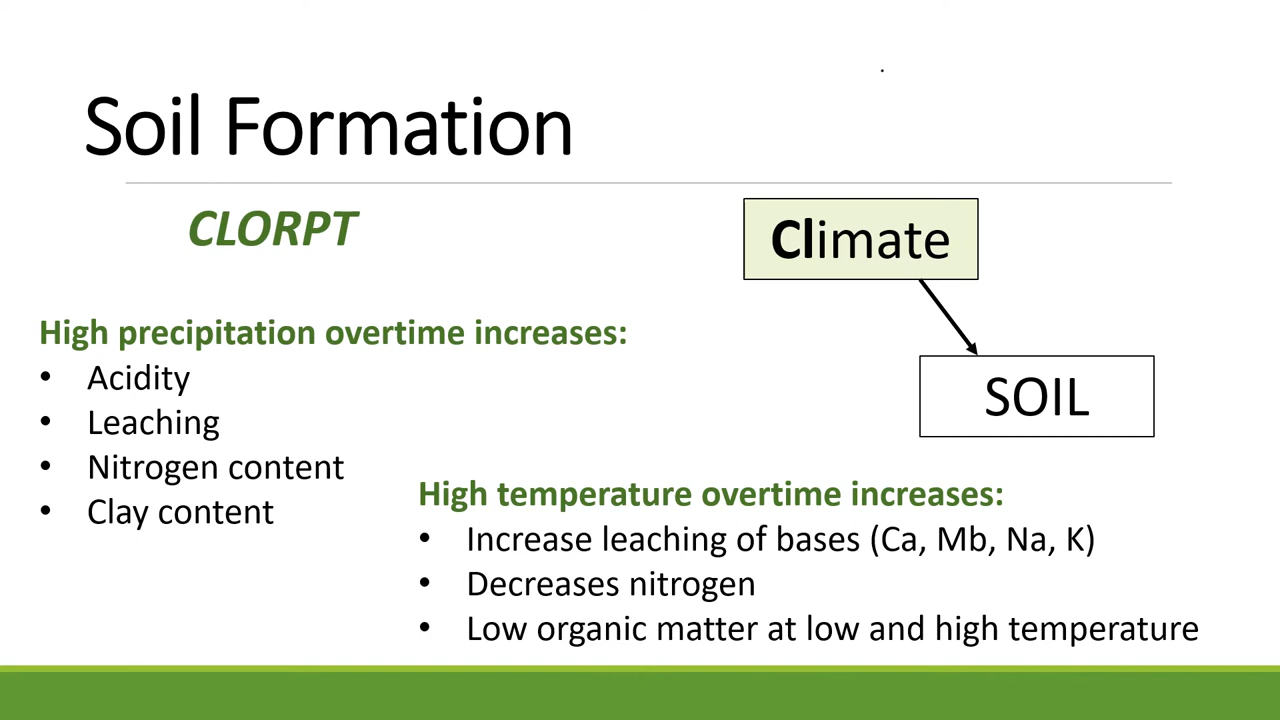 Soil Formation
CLORPT
Climate
SOIL
High precipitation overtime increases:
• Acidity
• Leaching
• Nitrogen content
• Clay content
High temperature overtime increases:
• Increase leaching of bases (Ca, Mb, Na, K)
• Decreases nitrogen
• Low organic matter at low and high temperature